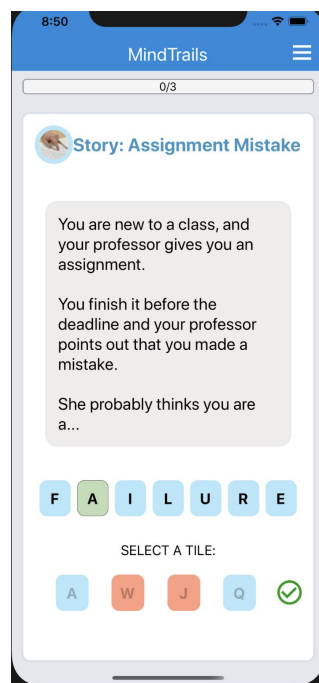 8:50
MindTrails
0/3
Story: Assignment Mistake
You are new to a class, and
your professor gives you an
assignment.
You finish it before the
deadline and your professor
points out that you made a
mistake.
She probably thinks you are
a...
F A I L U R E
SELECT A TILE:
A W J Q